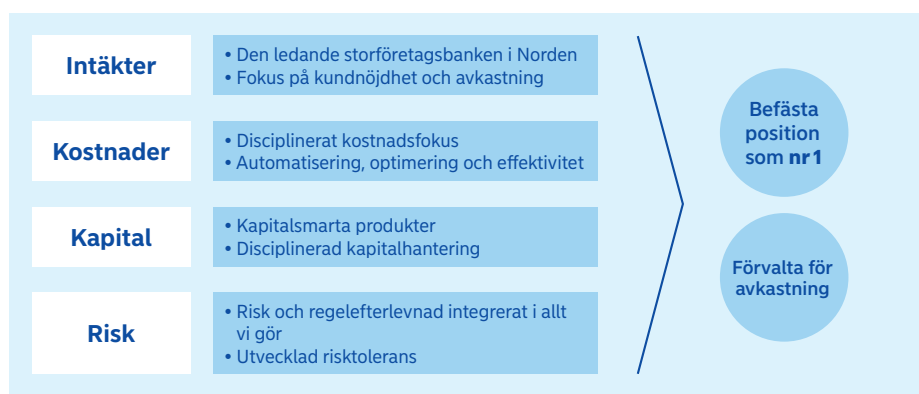 Intäkter
• Den ledande storföretagsbanken i Norden
• Fokus på kundnöjdhet och avkastning
Kostnader
• Disciplinerat kostnadsfokus
• Automatisering, optimering och effektivitet
Kapital
• Kapitalsmarta produkter
• Disciplinerad kapitalhantering
Risk
• Risk och regelefterlevnad integrerat i allt
vi gör
• Utvecklad risktolerans
Befästa
position
som nr 1
Förvalta för
avkastning